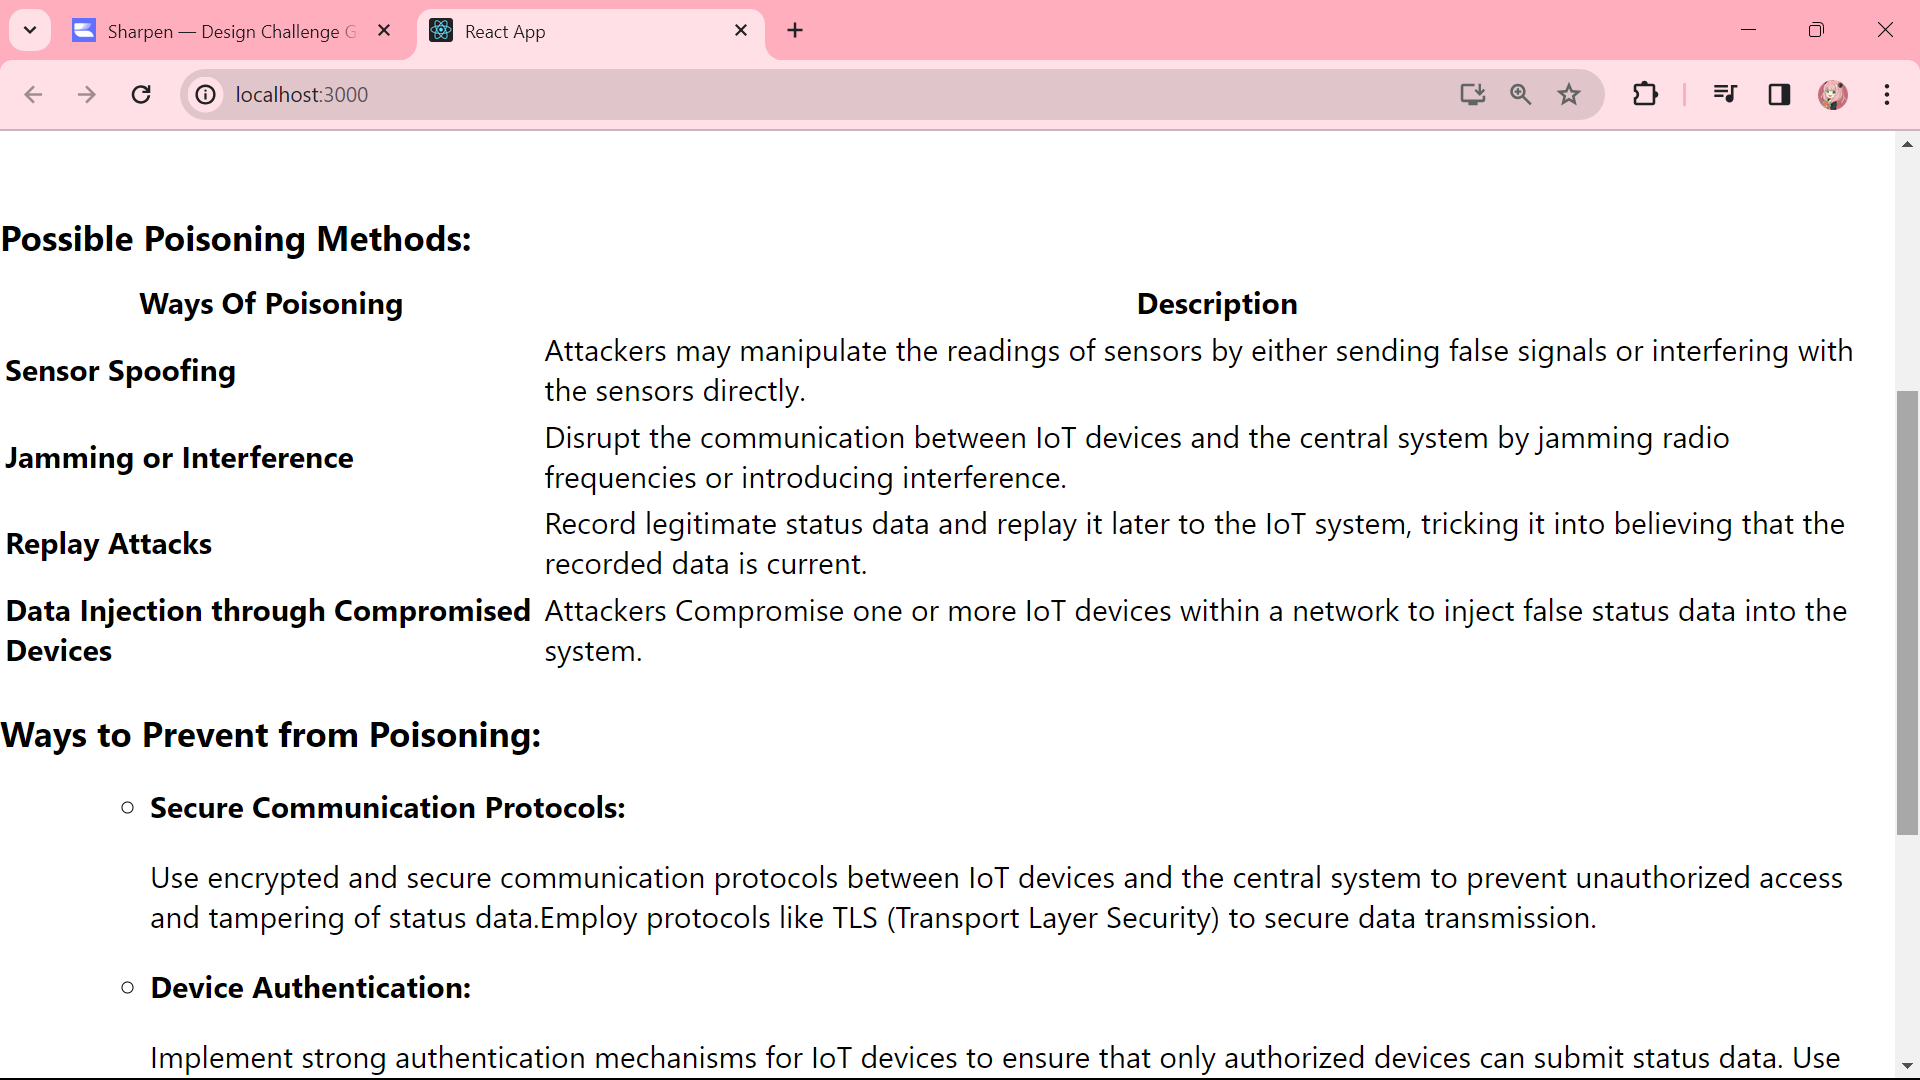 Sharpen — Design Challenge G
React App
localhost:3000
Possible Poisoning Methods:
Ways Of Poisoning
Description
Sensor Spoofing
Attackers may manipulate the readings of sensors by either sending false signals or interfering with
the sensors directly.
Jamming or Interference
Disrupt the communication between IoT devices and the central system by jamming radio
frequencies or introducing interference.
Replay Attacks
Record legitimate status data and replay it later to the IoT system, tricking it into believing that the
recorded data is current.
Data Injection through Compromised
Devices
Attackers Compromise one or more IoT devices within a network to inject false status data into the
system.
Ways to Prevent from Poisoning:
Secure Communication Protocols:
Use encrypted and secure communication protocols between IoT devices and the central system to prevent unauthorized access
and tampering of status data.Employ protocols like TLS (Transport Layer Security) to secure data transmission.
Device Authentication:
Implement strong authentication mechanisms for IoT devices to ensure that only authorized devices can submit status data. Use